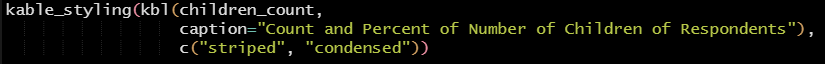 kable_styling(kbl(children_count,
caption="Count and Percent of Number of Children of Respondents"),
c("striped", "condensed"))